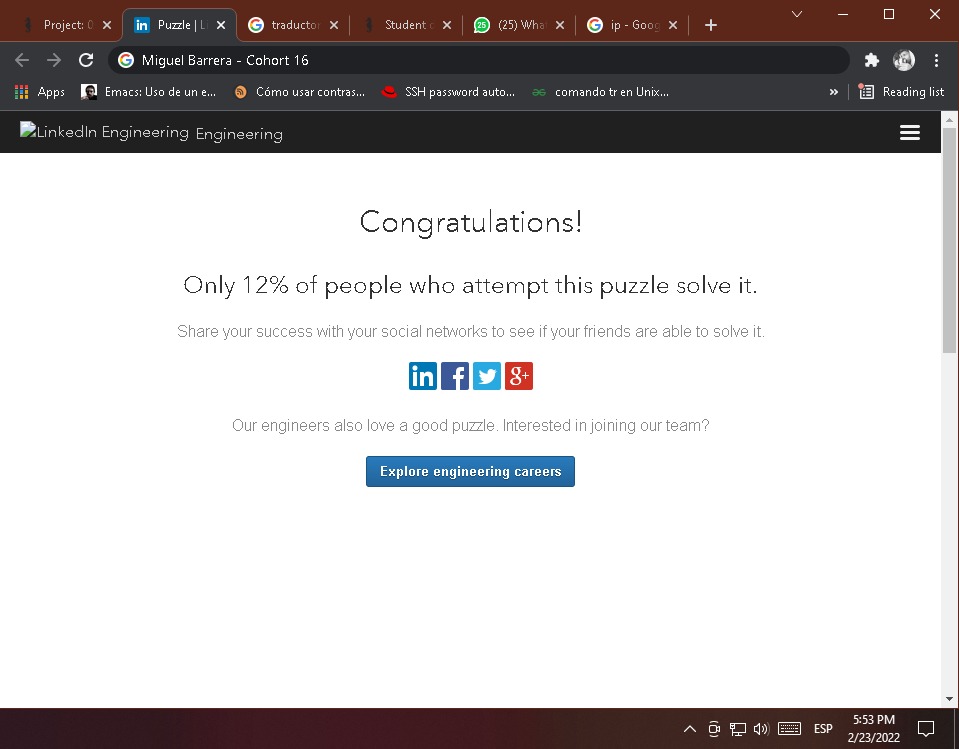 Project: 0
Puzzle | Li
traductor
Student c
(25) What
ip - Goog
Miguel Barrera - Cohort 16
Apps
Emacs: Uso de un e...
Cómo usar contras...
SSH password auto...
comando tr en Unix...
»
Reading list
LinkedIn Engineering Engineering
Congratulations!
Only 12% of people who attempt this puzzle solve it.
Share your success with your social networks to see if your friends are able to solve it.
in f g+
Our engineers also love a good puzzle. Interested in joining our team?
Explore engineering careers
ESP
5:53 PM
2/23/2022